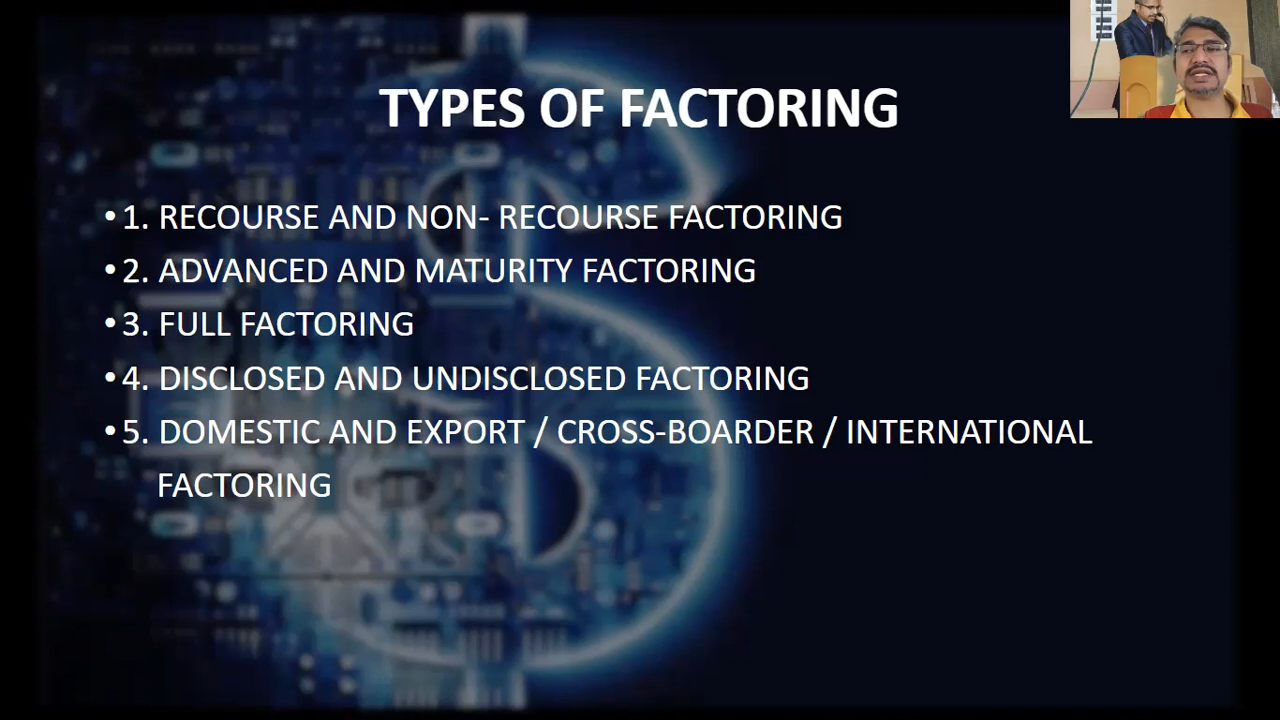 TYPES OF FACTORING
• 1. RECOURSE AND NON- RECOURSE FACTORING
• 2. ADVANCED AND MATURITY FACTORING
• 3. FULL FACTORING
• 4. DISCLOSED AND UNDISCLOSED FACTORING
• 5. DOMESTIC AND EXPORT / CROSS-BOARDER / INTERNATIONAL
FACTORING